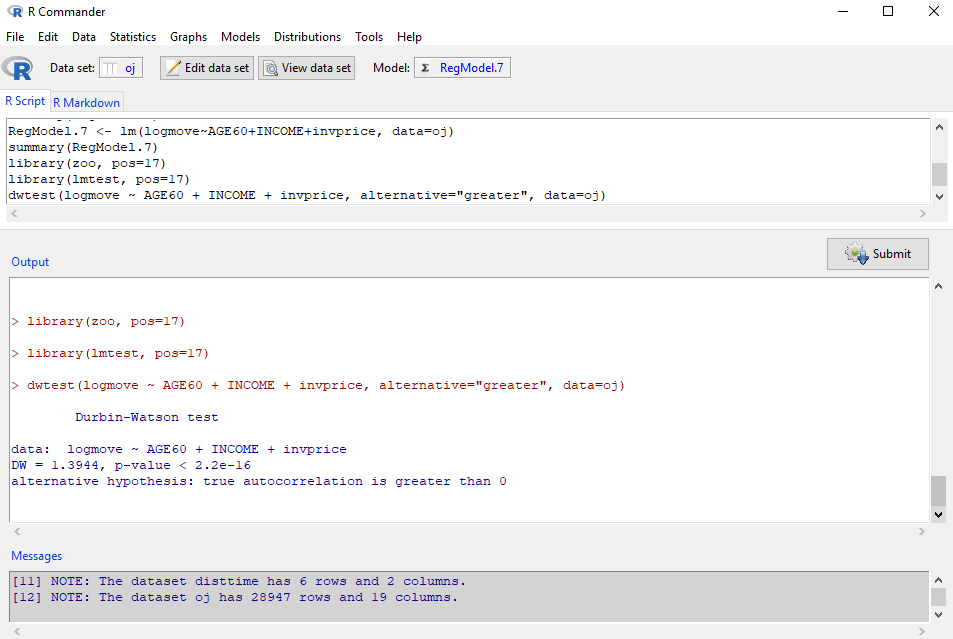 R Commander
File Edit Data Statistics Graphs Models Distributions Tools Help
R Data set: oj Edit data set View data set Model: Σ RegModel.7
R Script R Markdown
RegModel.7 <- lm(logmove~AGE60+INCOME+invprice, data=oj)
summary(RegModel.7)
library(zoo, pos=17)
library(lmtest, pos=17)
dwtest(logmove ~ AGE60 + INCOME + invprice, alternative="greater", data=oj)
Submit
Output
> library(zoo, pos=17)
> library(lmtest, pos=17)
> dwtest(logmove ~ AGE60 + INCOME + invprice, alternative="greater", data=oj)
Durbin-Watson test
data:  logmove ~ AGE60 + INCOME + invprice
DW = 1.3944, p-value < 2.2e-16
alternative hypothesis: true autocorrelation is greater than 0
Messages
[11] NOTE: The dataset disttime has 6 rows and 2 columns.
[12] NOTE: The dataset oj has 28947 rows and 19 columns.